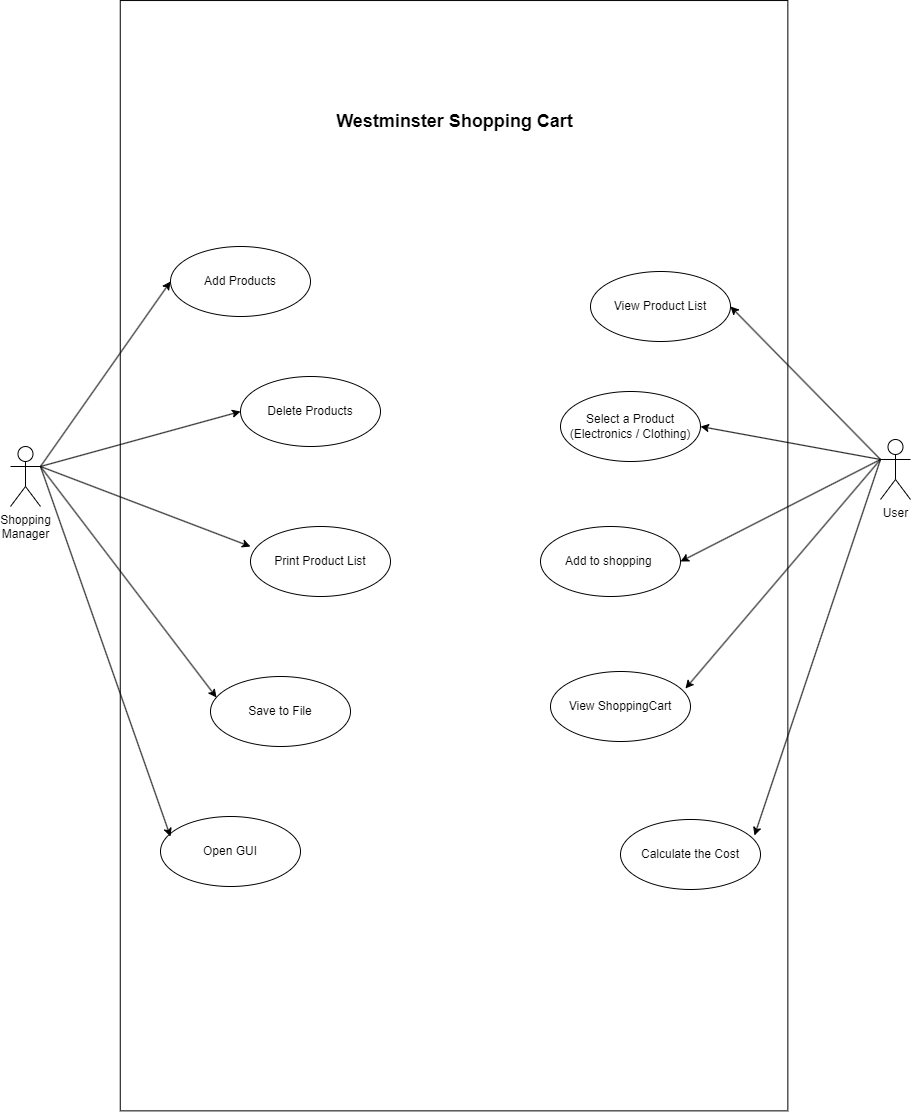 Westminster Shopping Cart
Add Products
View Product List
Delete Products
Select a Product
(Electronics / Clothing)
Shopping
Manager
User
Print Product List
Add to shopping
Save to File
View ShoppingCart
Open GUI
Calculate the Cost